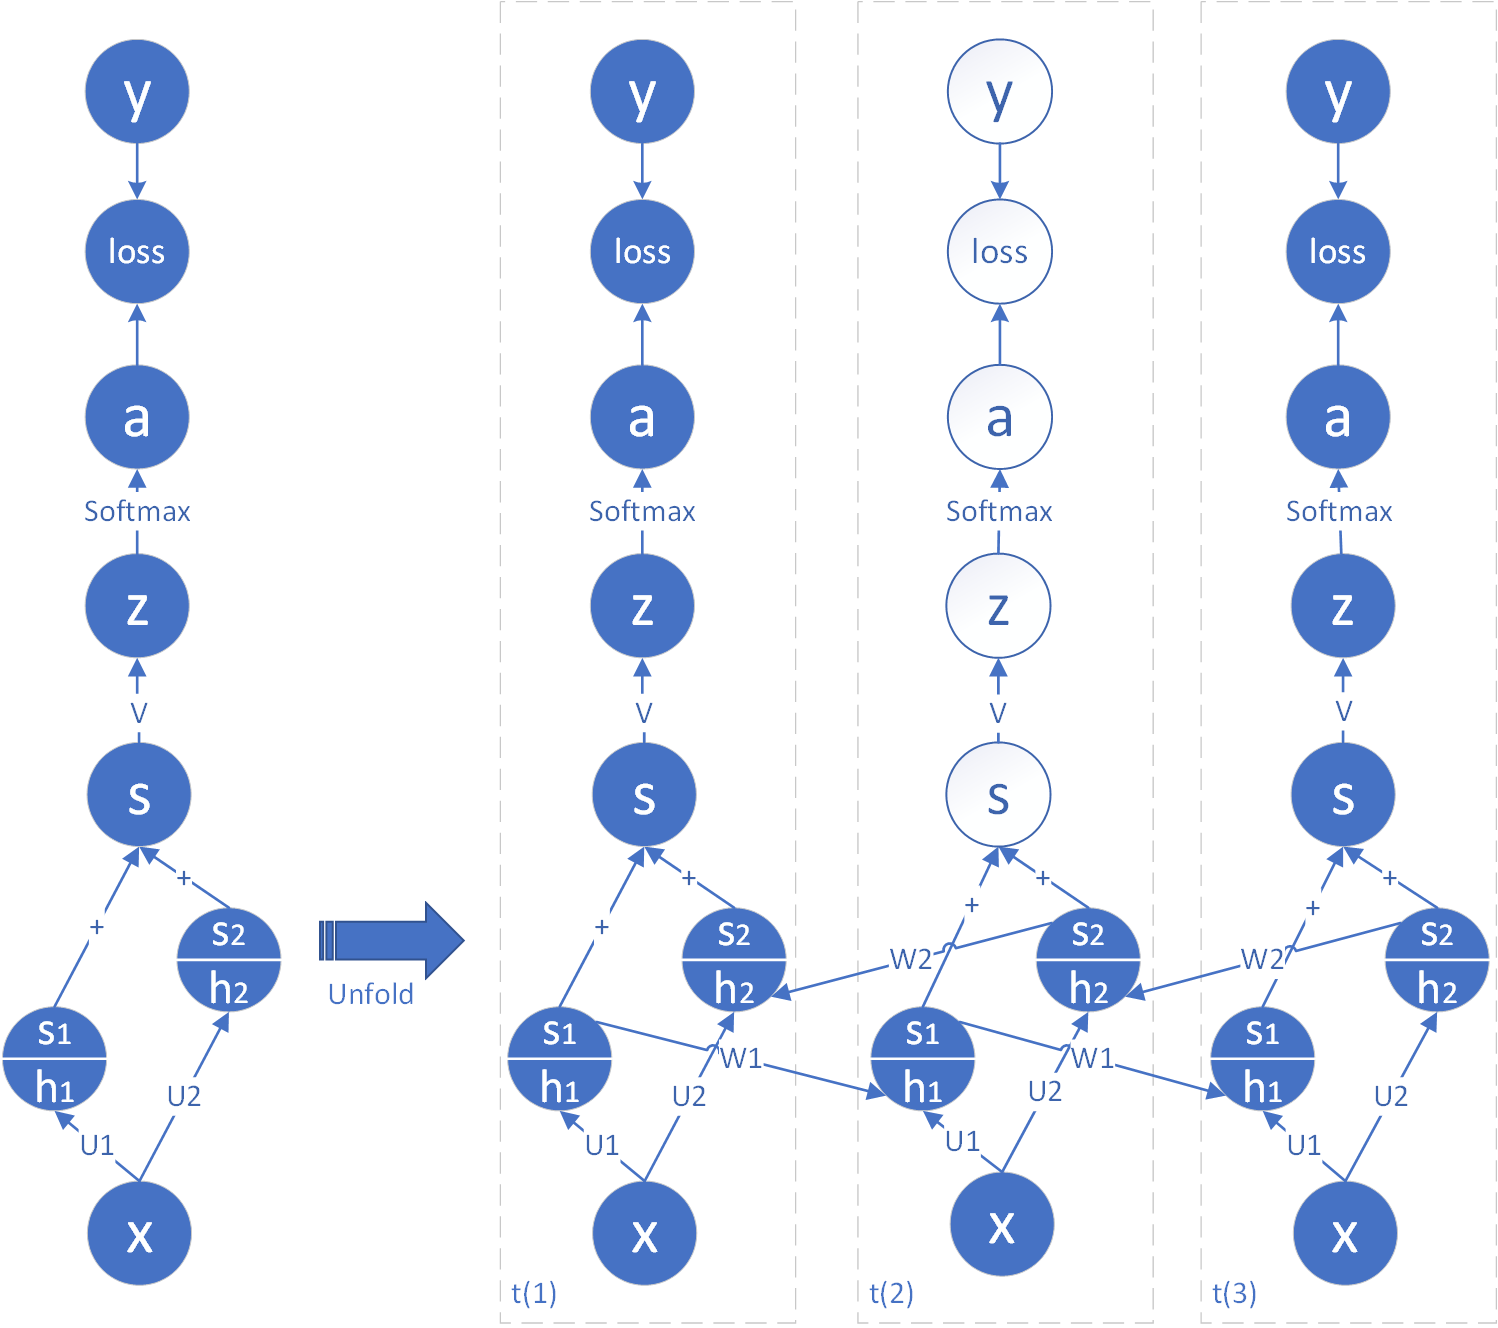 y
loss
a
Softmax
z
V
s
+
+
s2
h2
s1
h1
U2
U1
x
Unfold
y
loss
a
Softmax
z
V
s
+
+
s2
h2
s1
h1
W1
U2
U1
x
t(1)
y
loss
a
Softmax
z
V
s
+
+
W2
s2
h2
s1
h1
W1
U2
U1
x
t(2)
y
loss
a
Softmax
z
V
s
+
+
W2
s2
h2
s1
h1
U2
U1
x
t(3)